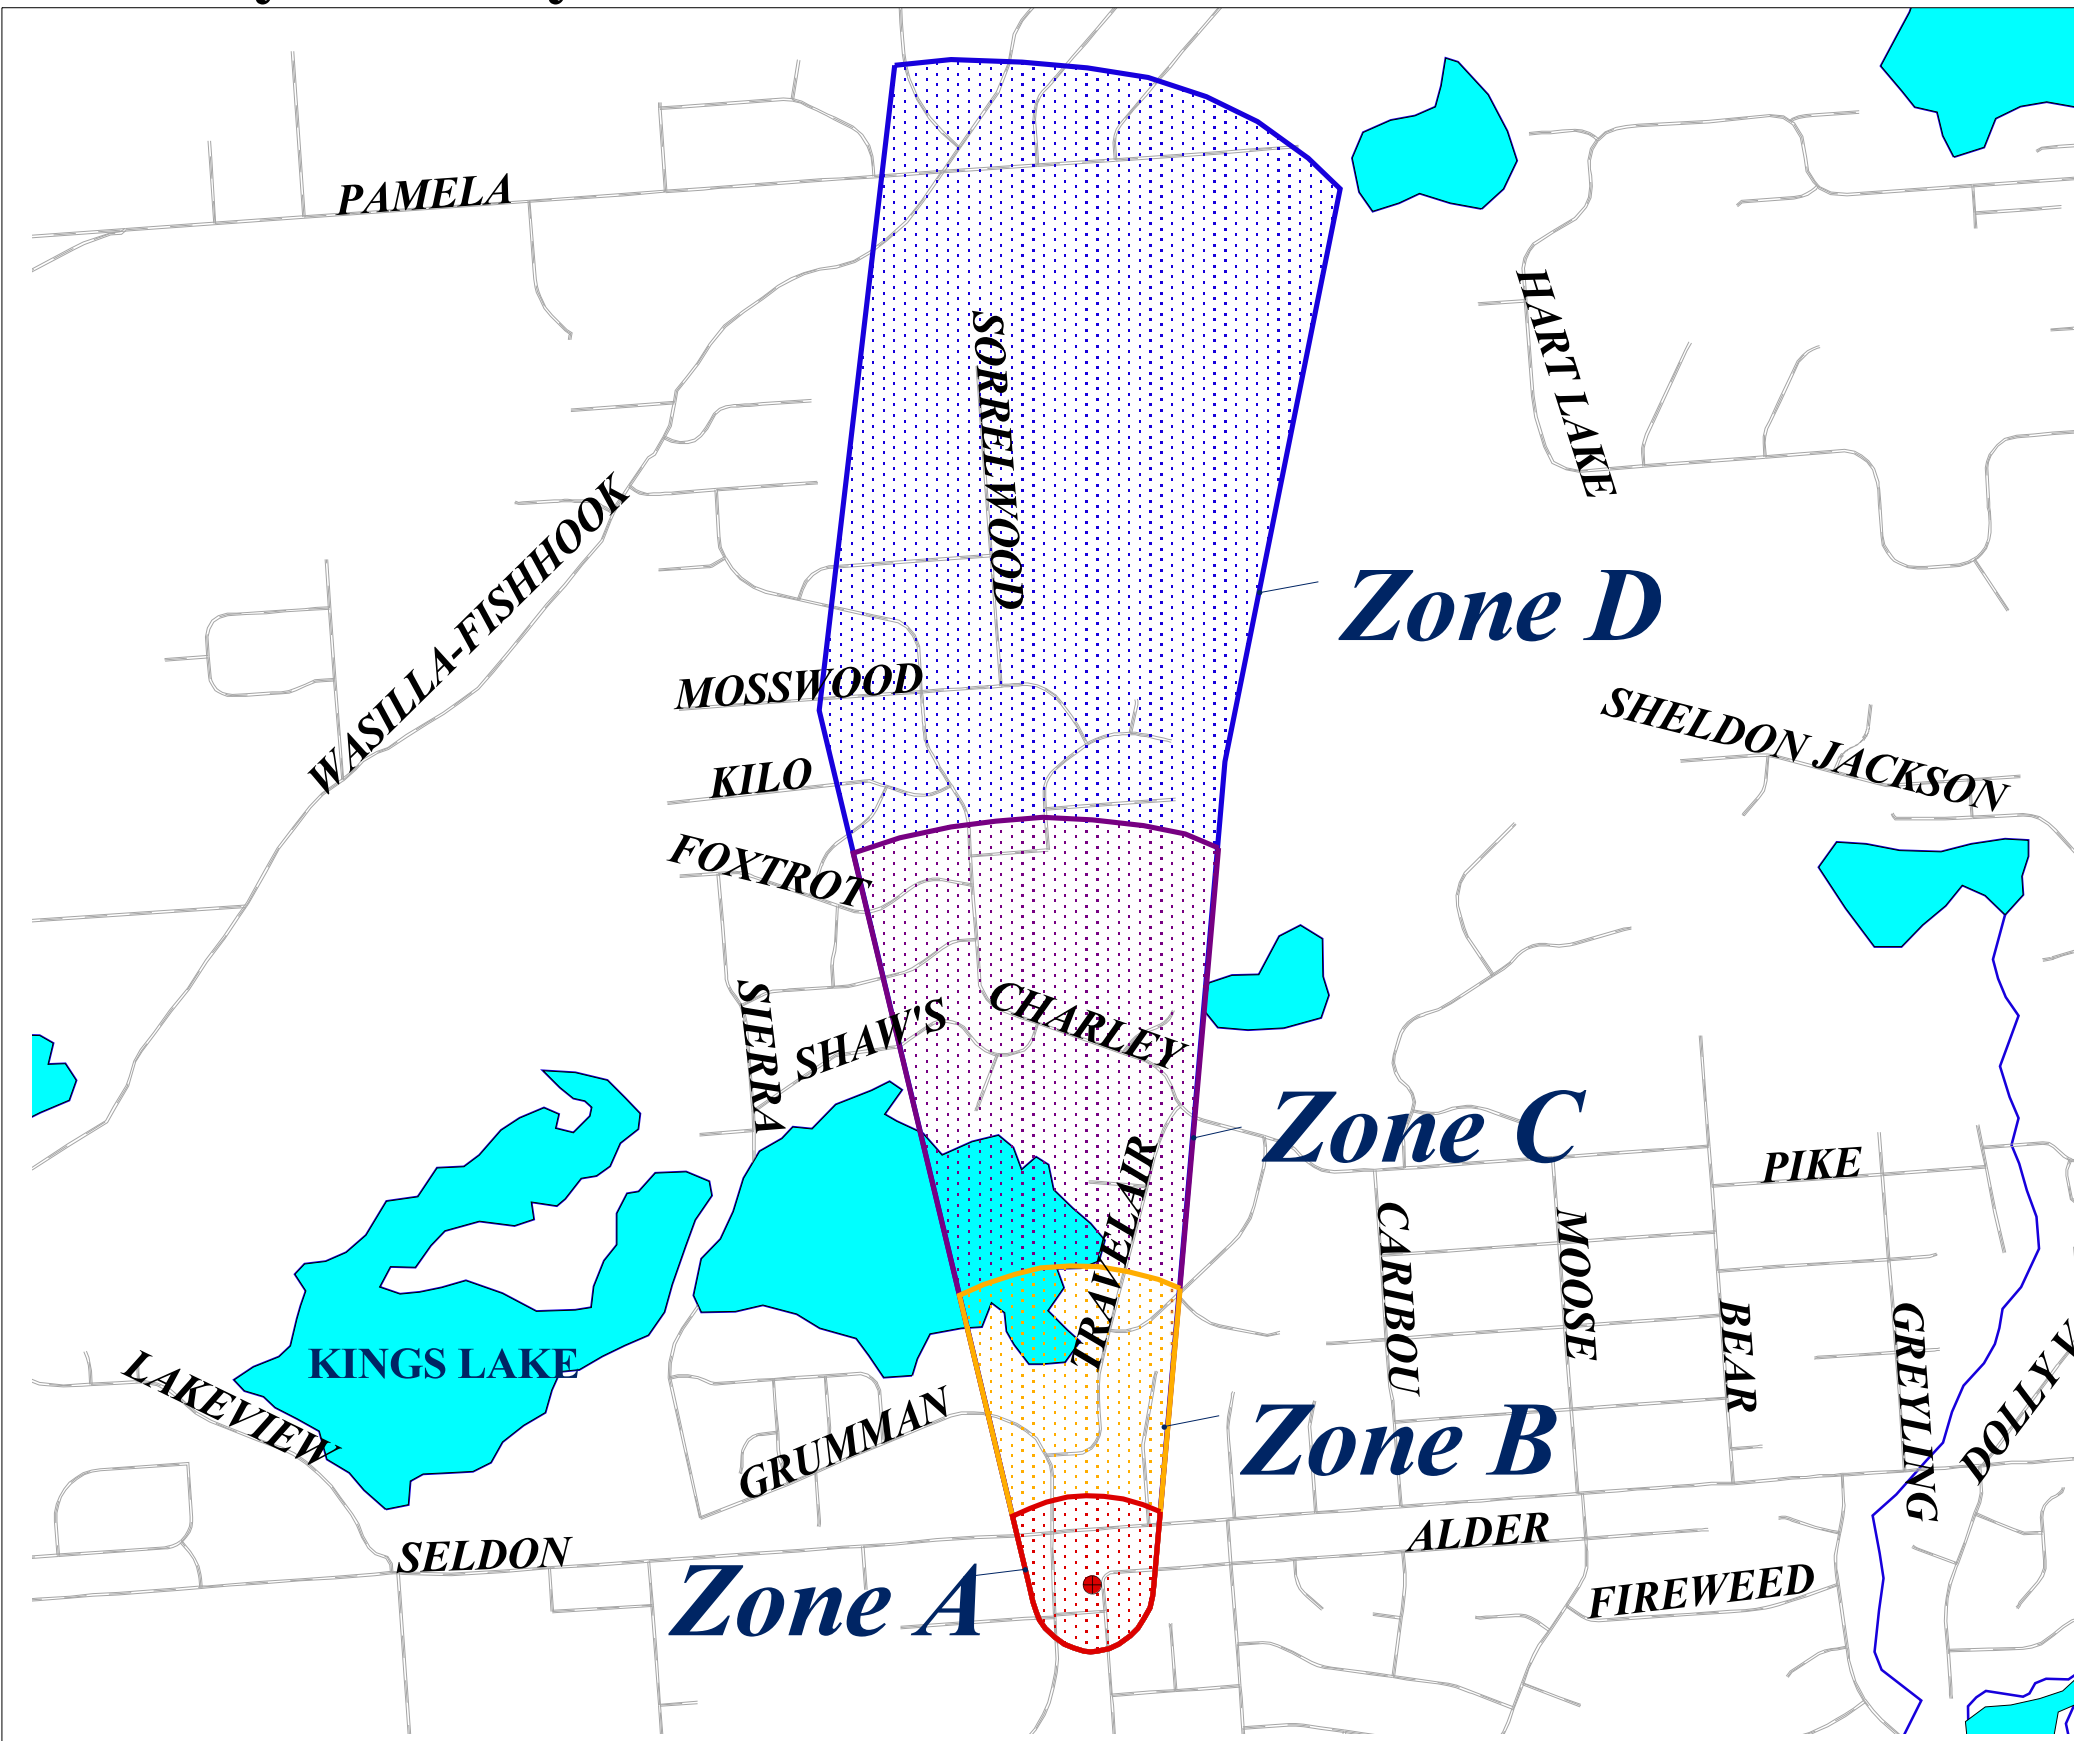 PAMELA
SORRELWOOD
HART LAKE
WASILLA-FISHHOOK
Zone D
MOSSWOOD
SHELDON JACKSON
KILO
FOXTROT
SIERRA
SHAW'S
CHARLEY
Zone C
TRAVELAIR
PIKE
CARIBOU
MOOSE
BEAR
GREYLING
DOLLY V
KINGS LAKE
LAKEVIEW
GRUMMAN
Zone B
SELDON
ALDER
Zone A
FIREWEED